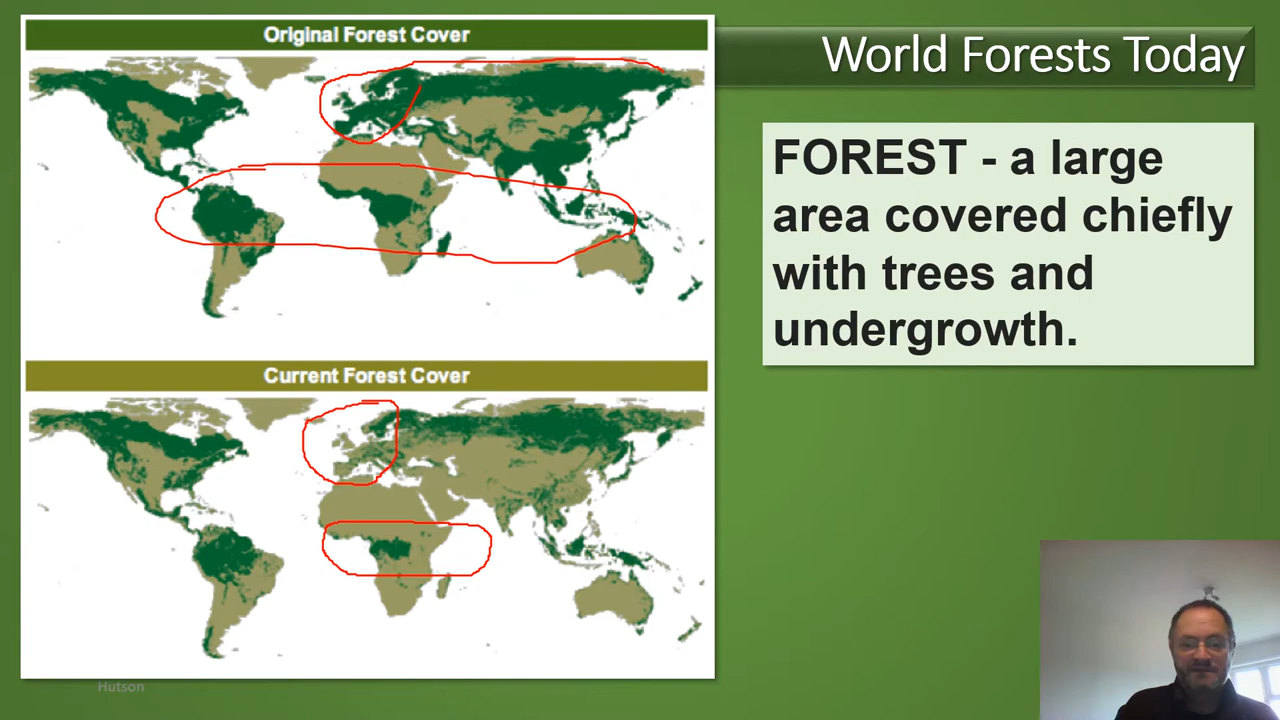 Original Forest Cover
World Forests Today
FOREST - a large
area covered chiefly
with trees and
undergrowth.
Current Forest Cover
Hutson